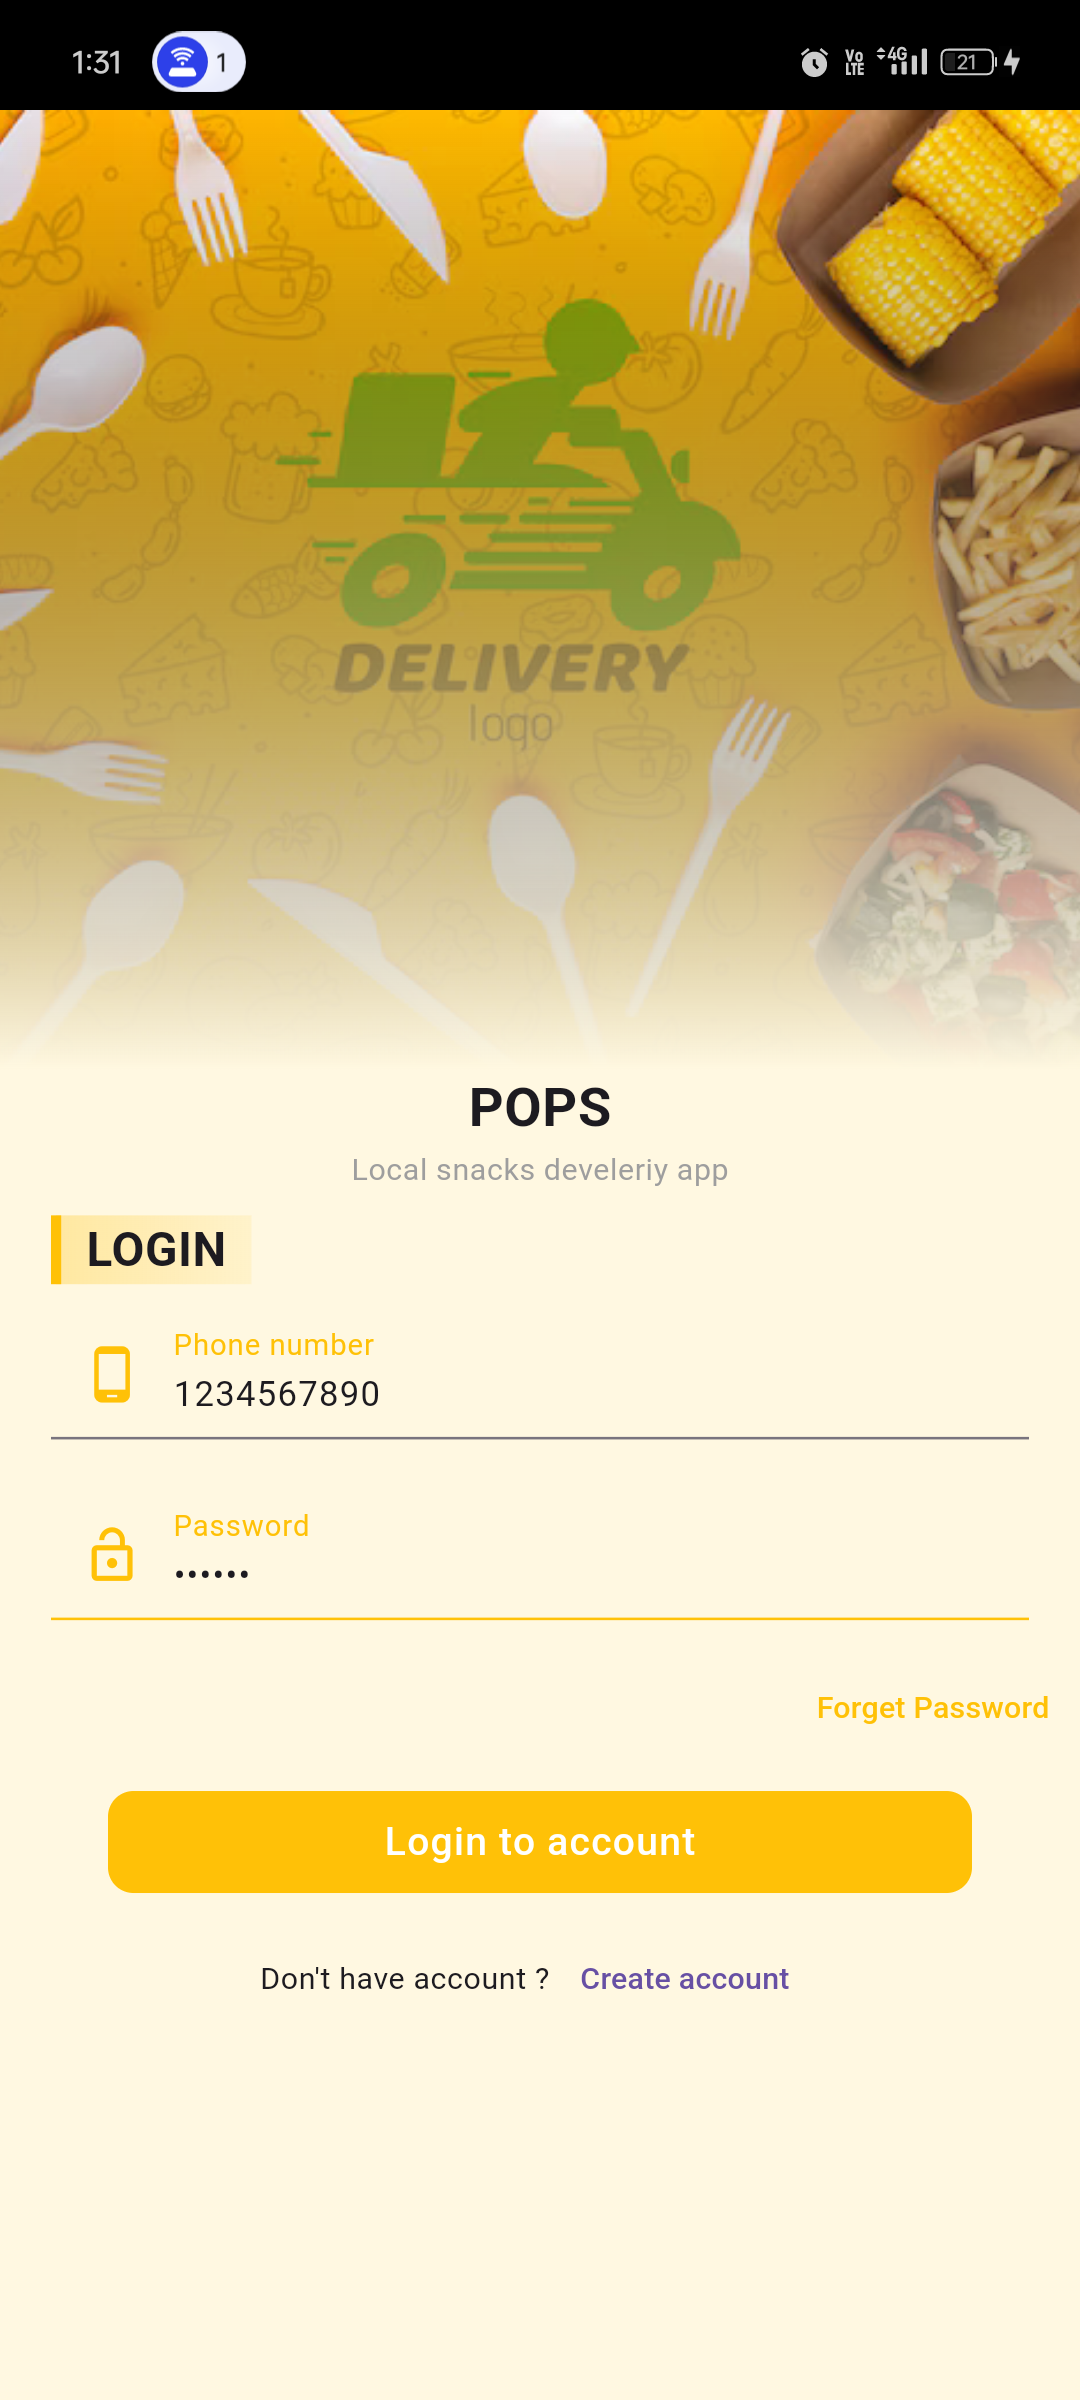 1:31 1 Vo LTE 4G 21
DELIVERY
logo
POPS
Local snacks develeriy app
LOGIN
Phone number
1234567890
Password
••••••
Forget Password
Login to account
Don't have account ? Create account